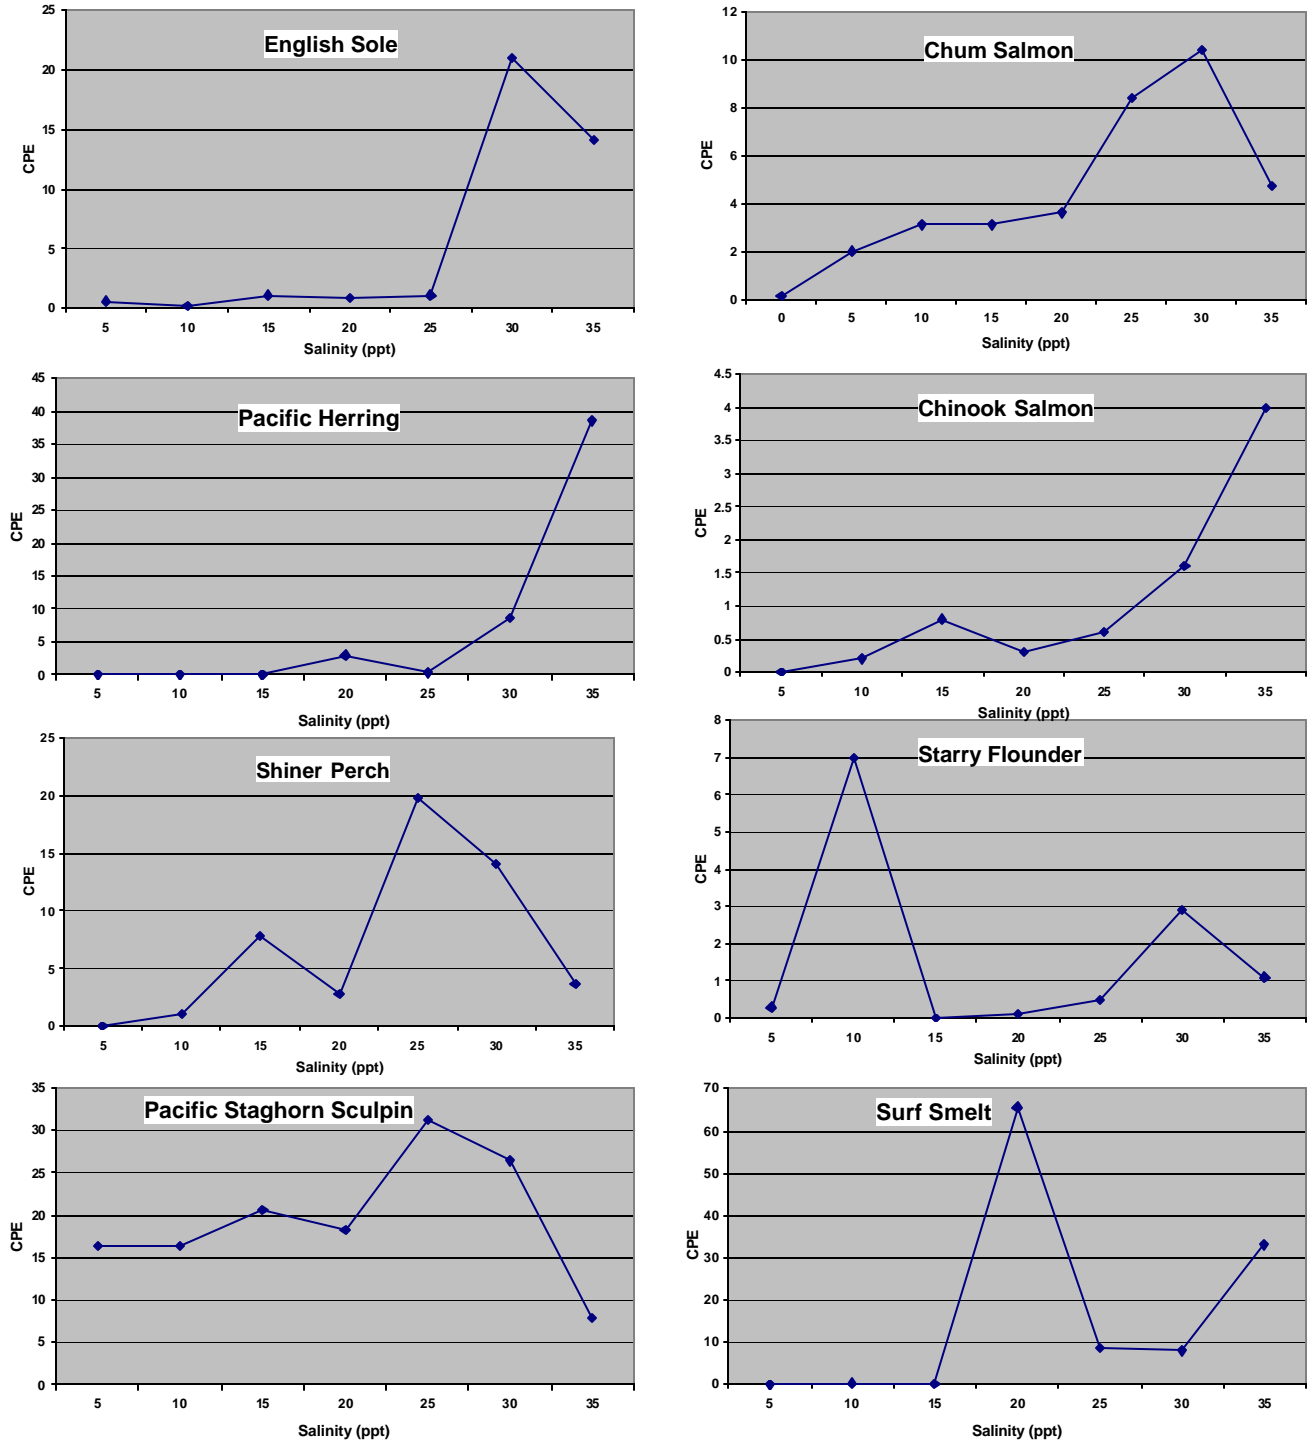 English Sole
25
20
15
10
5
0
CPE
5 10 15 20 25 30 35
Salinity (ppt)
Chum Salmon
12
10
8
6
4
2
0
CPE
0 5 10 15 20 25 30 35
Salinity (ppt)
Pacific Herring
45
40
35
30
25
20
15
10
5
0
CPE
5 10 15 20 25 30 35
Salinity (ppt)
Chinook Salmon
4.5
4
3.5
3
2.5
2
1.5
1
0.5
0
CPE
5 10 15 20 25 30 35
Salinity (ppt)
Shiner Perch
25
20
15
10
5
0
CPE
5 10 15 20 25 30 35
Salinity (ppt)
Starry Flounder
8
7
6
5
4
3
2
1
0
CPE
5 10 15 20 25 30 35
Salinity (ppt)
Pacific Staghorn Sculpin
35
30
25
20
15
10
5
0
CPE
5 10 15 20 25 30 35
Salinity (ppt)
Surf Smelt
70
60
50
40
30
20
10
0
CPE
5 10 15 20 25 30 35
Salinity (ppt)